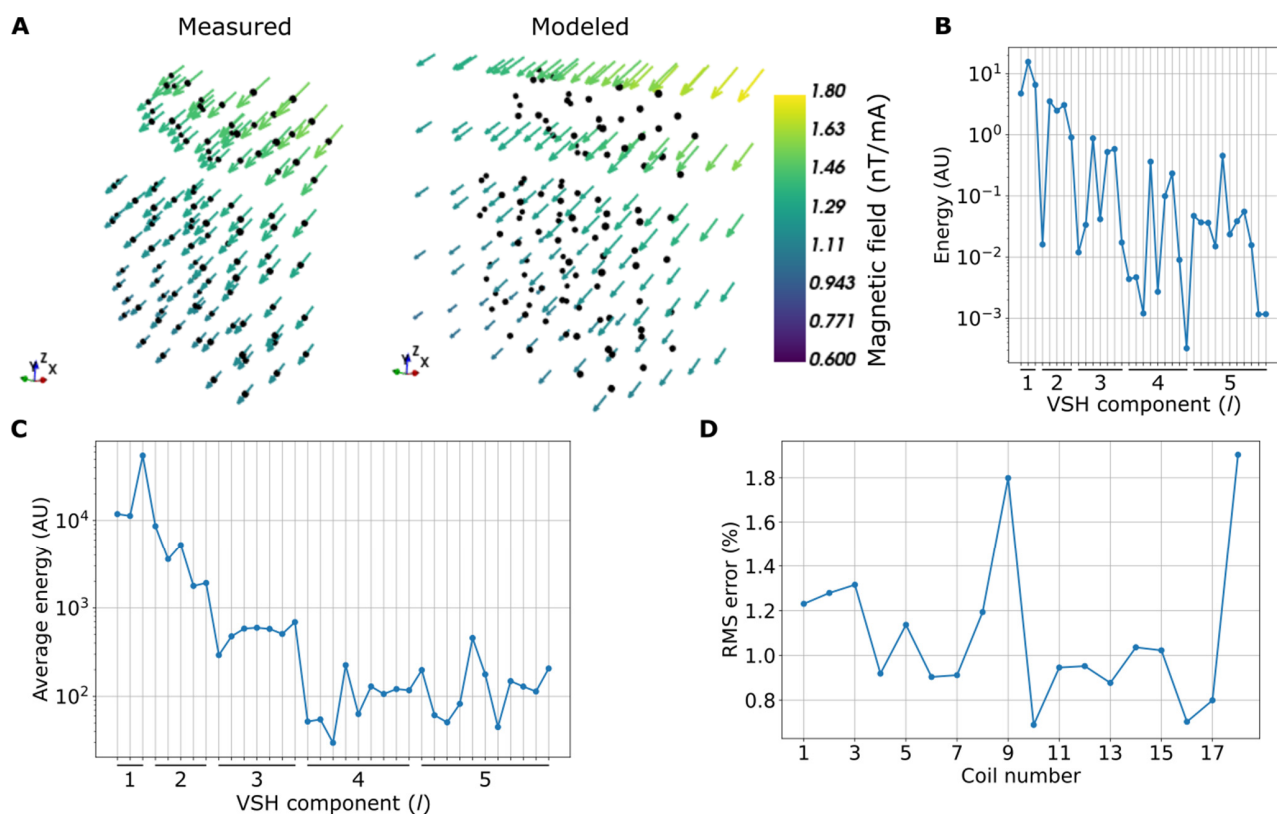 A
Measured
Modeled
1.80
1.63
1.46
1.29
1.11
0.943
0.771
0.600
Magnetic field (nT/mA)
Z
Y
X
Z
Y
X
B
10¹
10⁰
10⁻¹
10⁻²
10⁻³
Energy (AU)
1 2 3 4 5
VSH component (l)
C
10⁴
10³
10²
Average energy (AU)
1 2 3 4 5
VSH component (l)
D
1.8
1.6
1.4
1.2
1.0
0.8
RMS error (%)
1 3 5 7 9 11 13 15 17
Coil number